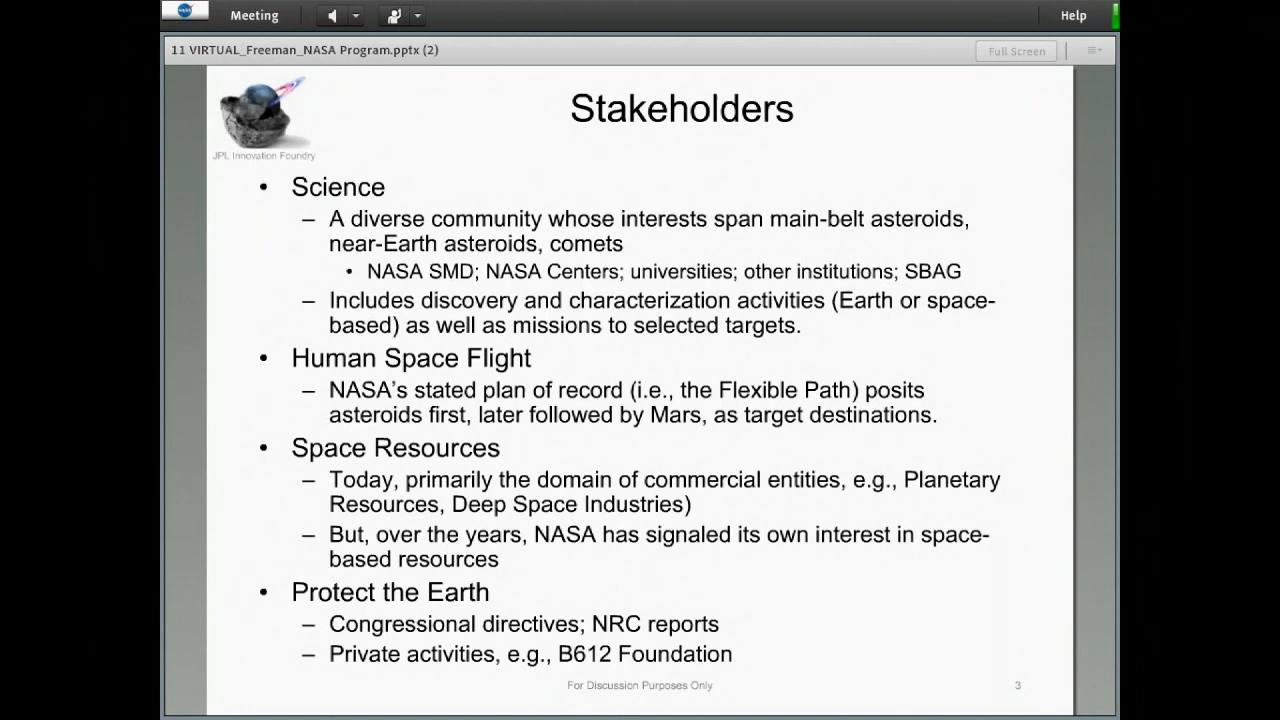 Meeting
Help
11 VIRTUAL_Freeman_NASA Program.pptx (2)
Full Screen
JPL Innovation Foundry
Stakeholders
• Science
– A diverse community whose interests span main-belt asteroids,
near-Earth asteroids, comets
• NASA SMD; NASA Centers; universities; other institutions; SBAG
– Includes discovery and characterization activities (Earth or space-
based) as well as missions to selected targets.
• Human Space Flight
– NASA's stated plan of record (i.e., the Flexible Path) posits
asteroids first, later followed by Mars, as target destinations.
• Space Resources
– Today, primarily the domain of commercial entities, e.g., Planetary
Resources, Deep Space Industries)
– But, over the years, NASA has signaled its own interest in space-
based resources
• Protect the Earth
– Congressional directives; NRC reports
– Private activities, e.g., B612 Foundation
For Discussion Purposes Only
3